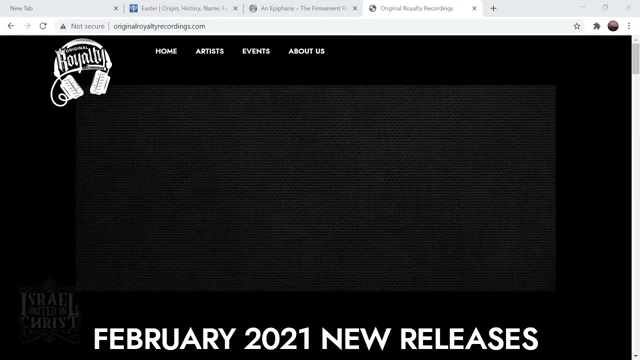 New Tab
Easter | Origin, History, Name, Fa
An Epiphany – The Firmament R
Original Royalty Recordings
Not secure | originalroyaltyrecordings.com
ORIGINAL
Royalty
HOME ARTISTS EVENTS ABOUT US
ISRAEL
UNITED IN
CHRIST
FEBRUARY 2021 NEW RELEASES